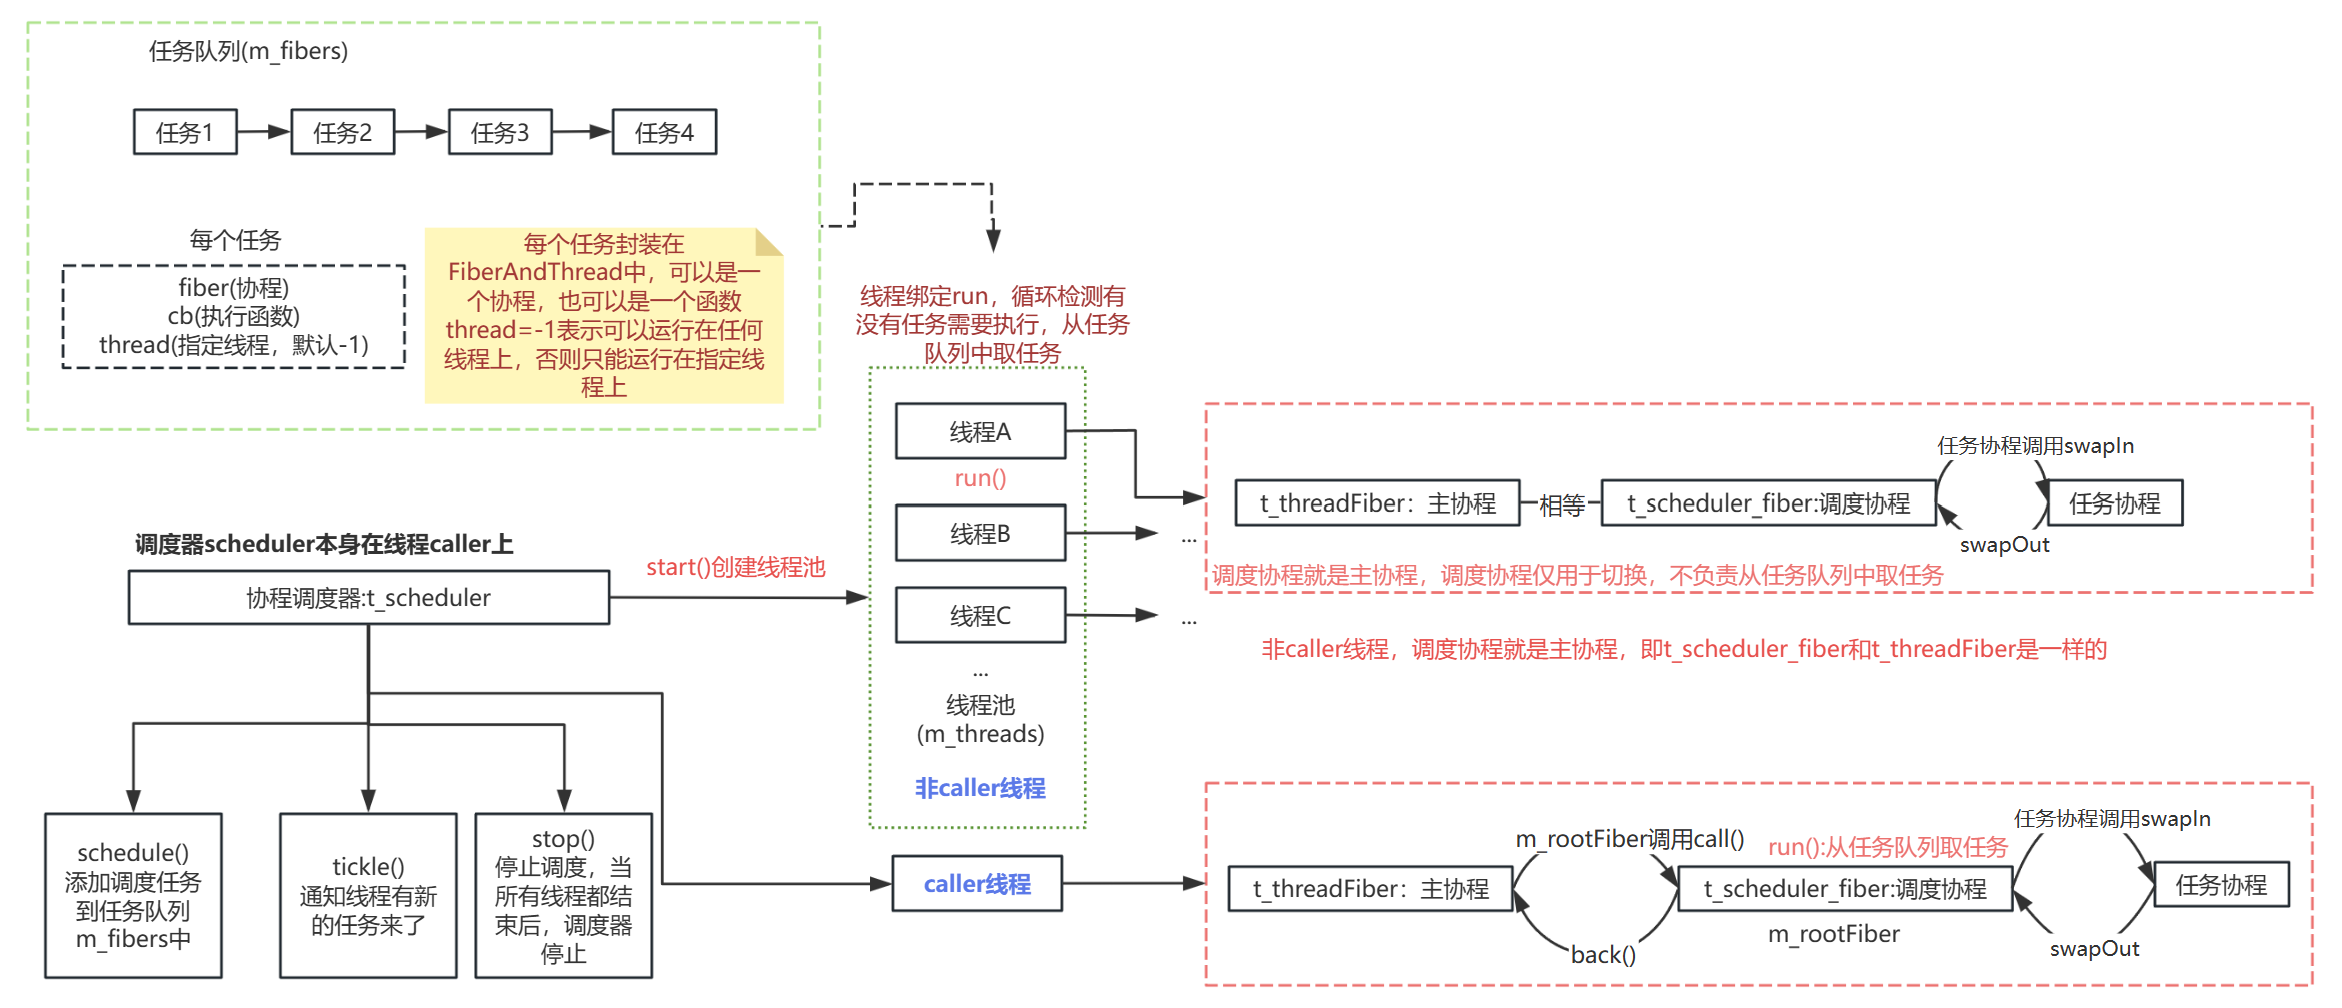 任务队列(m_fibers)
任务1
任务2
任务3
任务4
每个任务
fiber(协程)
cb(执行函数)
thread(指定线程，默认-1)
每个任务封装在
FiberAndThread中，可以是一
个协程，也可以是一个函数
thread=-1表示可以运行在任何
线程上，否则只能运行在指定线
程上
线程绑定run，循环检测有
没有任务需要执行，从任务
队列中取任务
线程A
run()
线程B
线程C
...
线程池
(m_threads)
非caller线程
...
...
任务协程调用swapIn
t_threadFiber：主协程
相等
t_scheduler_fiber:调度协程
任务协程
swapOut
调度协程就是主协程，调度协程仅用于切换，不负责从任务队列中取任务
非caller线程，调度协程就是主协程，即t_scheduler_fiber和t_threadFiber是一样的
调度器scheduler本身在线程caller上
协程调度器:t_scheduler
start()创建线程池
schedule()
添加调度任务
到任务队列
m_fibers中
tickle()
通知线程有新
的任务来了
stop()
停止调度，当
所有线程都结
束后，调度器
停止
caller线程
m_rootFiber调用call()
run():从任务队列取任务
任务协程调用swapIn
t_threadFiber：主协程
t_scheduler_fiber:调度协程
任务协程
m_rootFiber
back()
swapOut